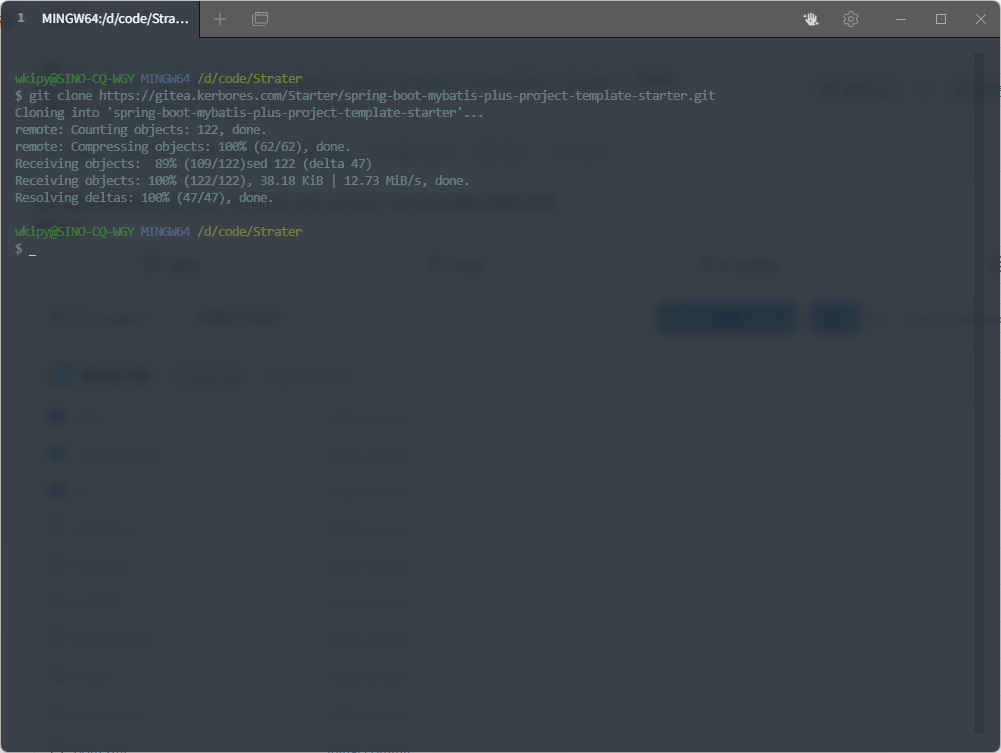 1 MINGW64:/d/code/Stra...
wkipy@SINO-CQ-WGY MINGW64 /d/code/Strater
$ git clone https://gitea.kerbores.com/Starter/spring-boot-mybatis-plus-project-template-starter.git
Cloning into 'spring-boot-mybatis-plus-project-template-starter'...
remote: Counting objects: 122, done.
remote: Compressing objects: 100% (62/62), done.
Receiving objects:  89% (109/122)sed 122 (delta 47)
Receiving objects: 100% (122/122), 38.18 KiB | 12.73 MiB/s, done.
Resolving deltas: 100% (47/47), done.
wkipy@SINO-CQ-WGY MINGW64 /d/code/Strater
$ _